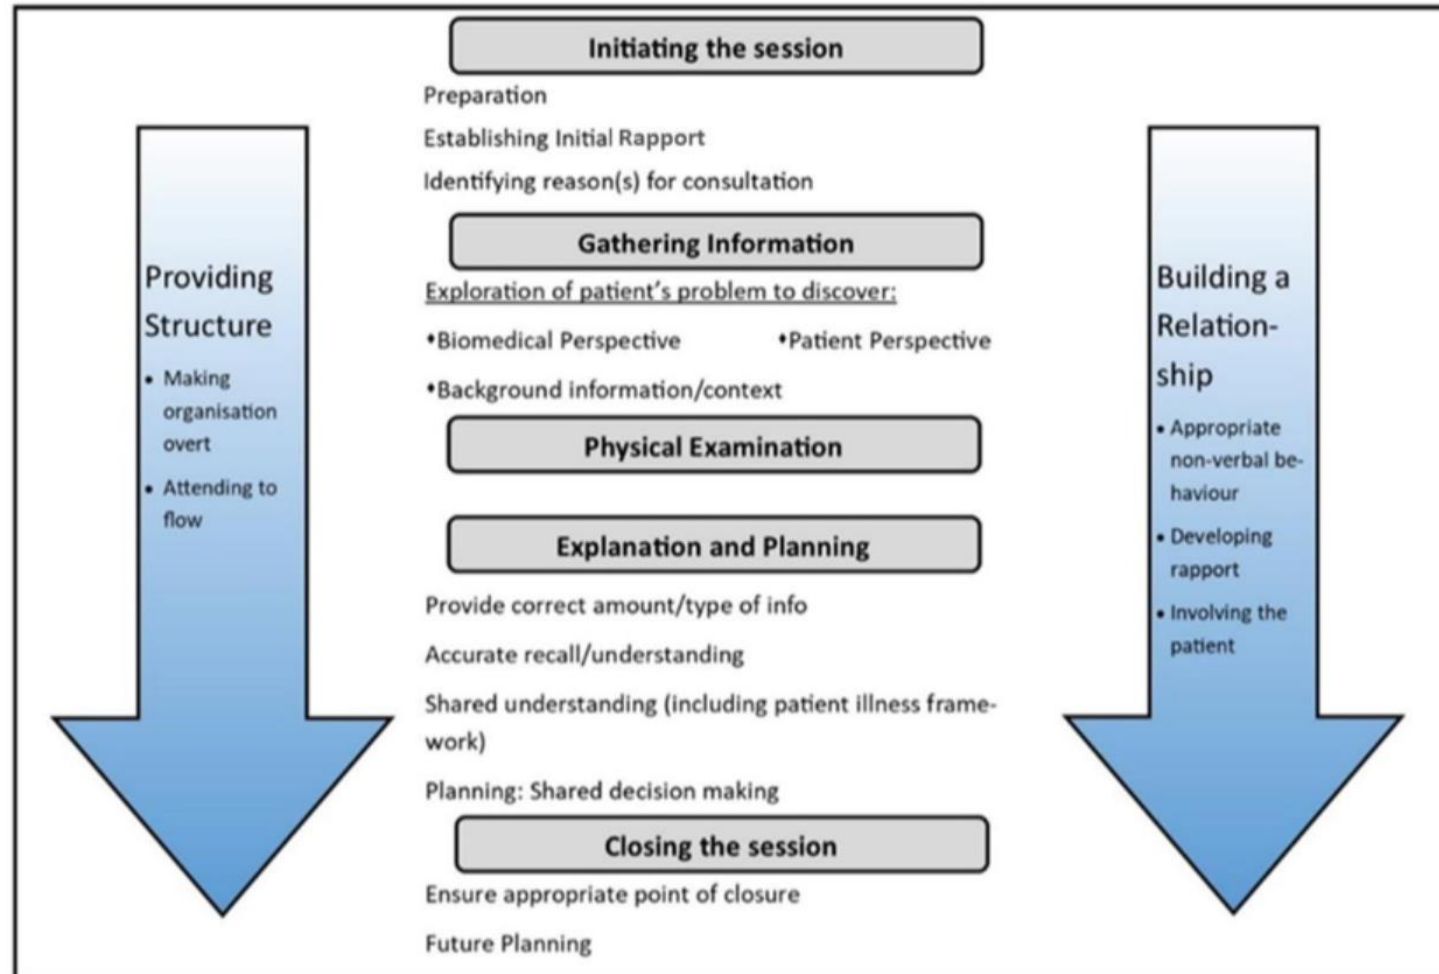 Initiating the session
Preparation
Establishing Initial Rapport
Identifying reason(s) for consultation
Gathering Information
Exploration of patient's problem to discover:
•Biomedical Perspective •Patient Perspective
•Background information/context
Physical Examination
Explanation and Planning
Provide correct amount/type of info
Accurate recall/understanding
Shared understanding (including patient illness frame-
work)
Planning: Shared decision making
Closing the session
Ensure appropriate point of closure
Future Planning
Providing
Structure
• Making
organisation
overt
• Attending to
flow
Building a
Relation-
ship
• Appropriate
non-verbal be-
haviour
• Developing
rapport
• Involving the
patient